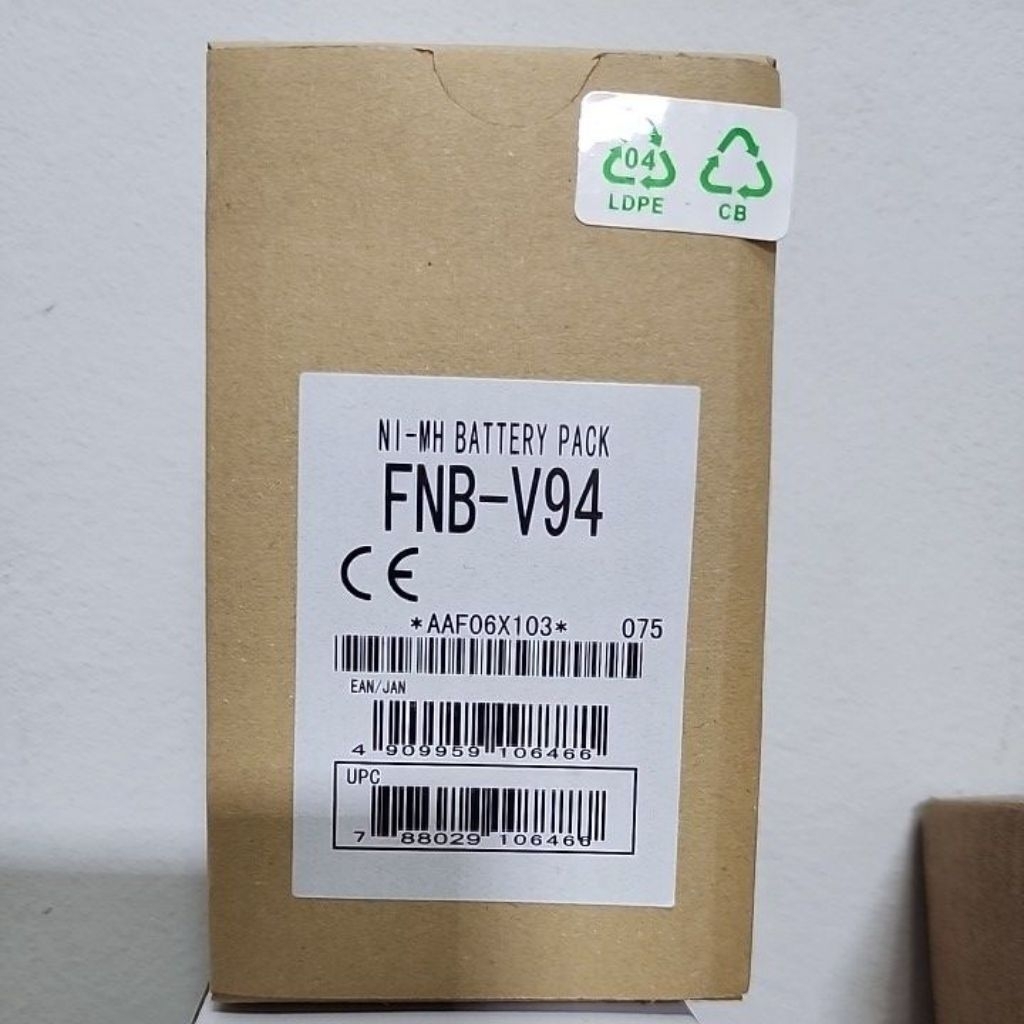 04
LDPE
CB
NI-MH BATTERY PACK
FNB-V94
CE
*AAF06X103* 075
EAN/JAN
4 909959 106466
UPC
7 88029 106466